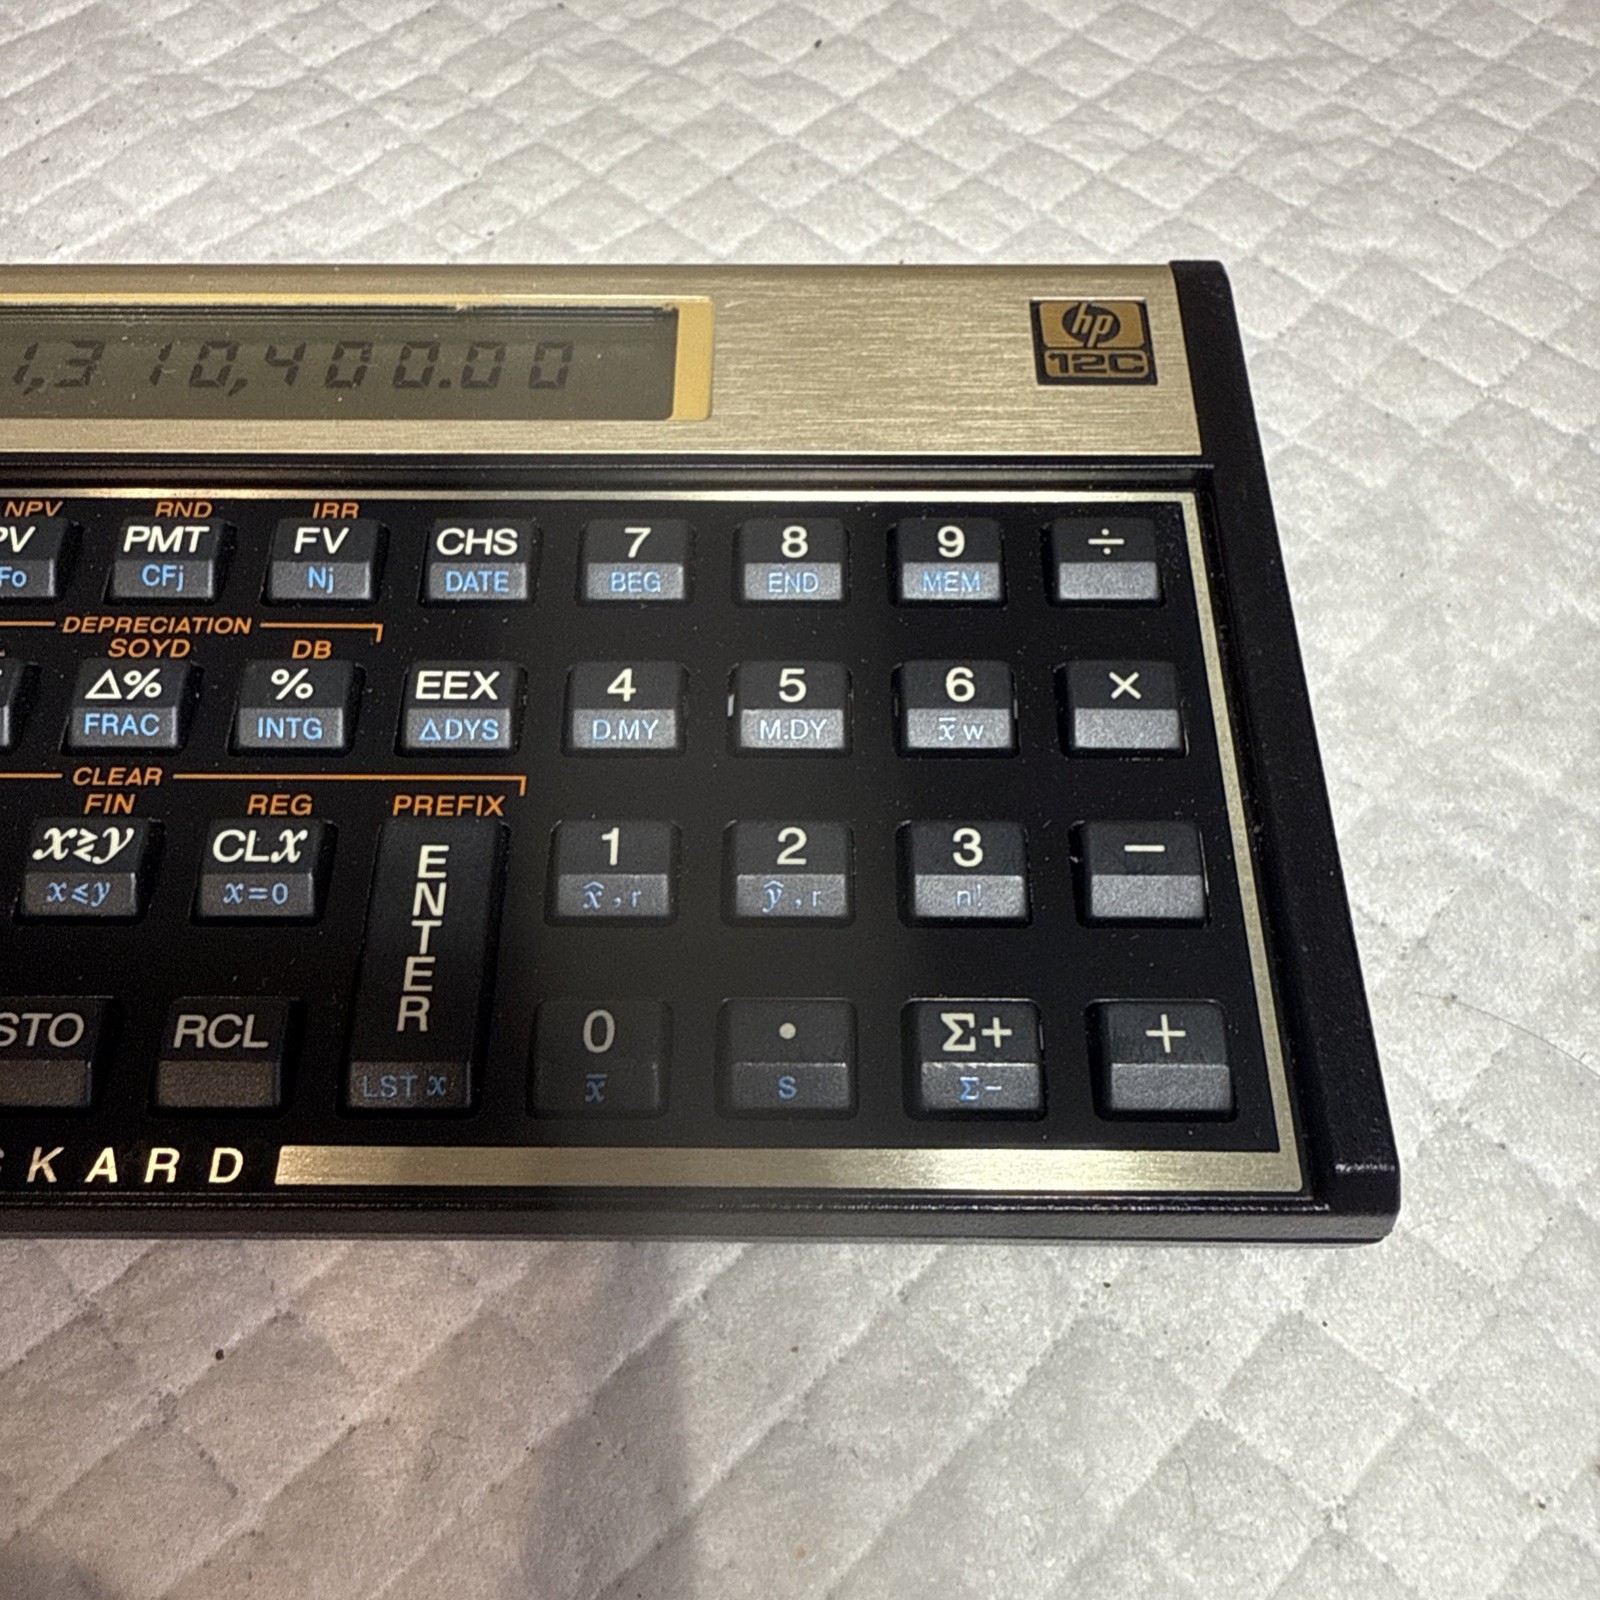 1,310,400.00
hp
12C
NPV RND IRR
PV PMT FV CHS 7 8 9 ÷
CFo CFj Nj DATE BEG END MEM
DEPRECIATION
SOYD DB
Δ% % EEX 4 5 6 ×
FRAC INTG ΔDYS D.MY M.DY x̄w
CLEAR
FIN REG PREFIX
x≷y CLx ENTER 1 2 3 −
x≤y x=0 x̂,r ŷ,r n!
STO RCL 0 • Σ+ +
LST x x̄ s Σ−
CKARD